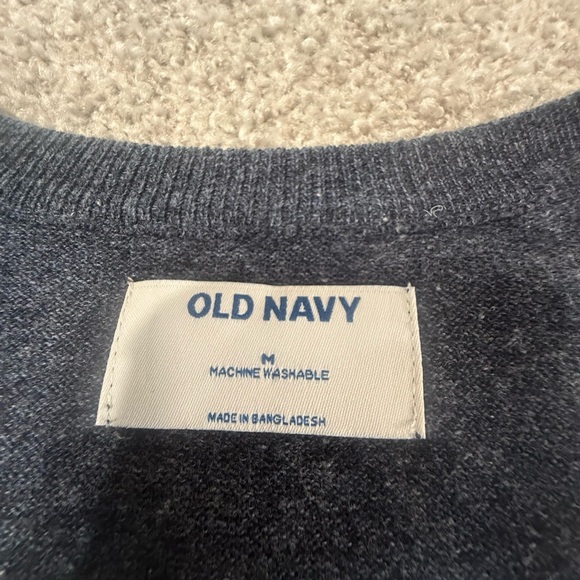 OLD NAVY
M
MACHINE WASHABLE
MADE IN BANGLADESH